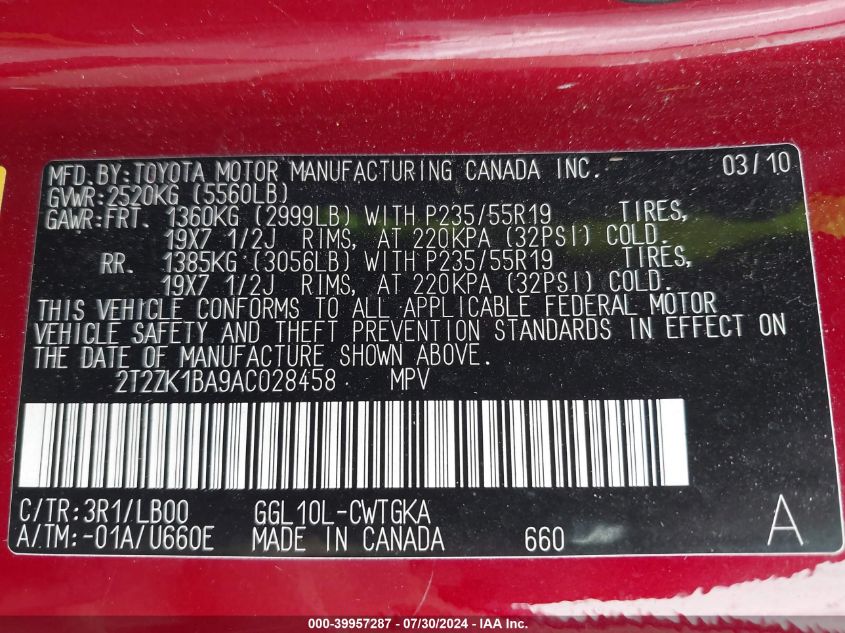 MFD. BY: TOYOTA MOTOR MANUFACTURING CANADA INC. 03/10
GVWR: 2520KG (5560LB)
GAWR: FRT. 1360KG (2999LB) WITH P235/55R19 TIRES,
19X7 1/2J RIMS, AT 220KPA (32PSI) COLD.
RR. 1385KG (3056LB) WITH P235/55R19 TIRES,
19X7 1/2J RIMS, AT 220KPA (32PSI) COLD.
THIS VEHICLE CONFORMS TO ALL APPLICABLE FEDERAL MOTOR
VEHICLE SAFETY AND THEFT PREVENTION STANDARDS IN EFFECT ON
THE DATE OF MANUFACTURE SHOWN ABOVE.
2T2ZK1BA9AC028458 MPV
C/TR: 3R1/LB00 GGL10L-CWTGKA
A/TM: -01A/U660E MADE IN CANADA 660 A
000-39957287 - 07/30/2024 - IAA Inc.